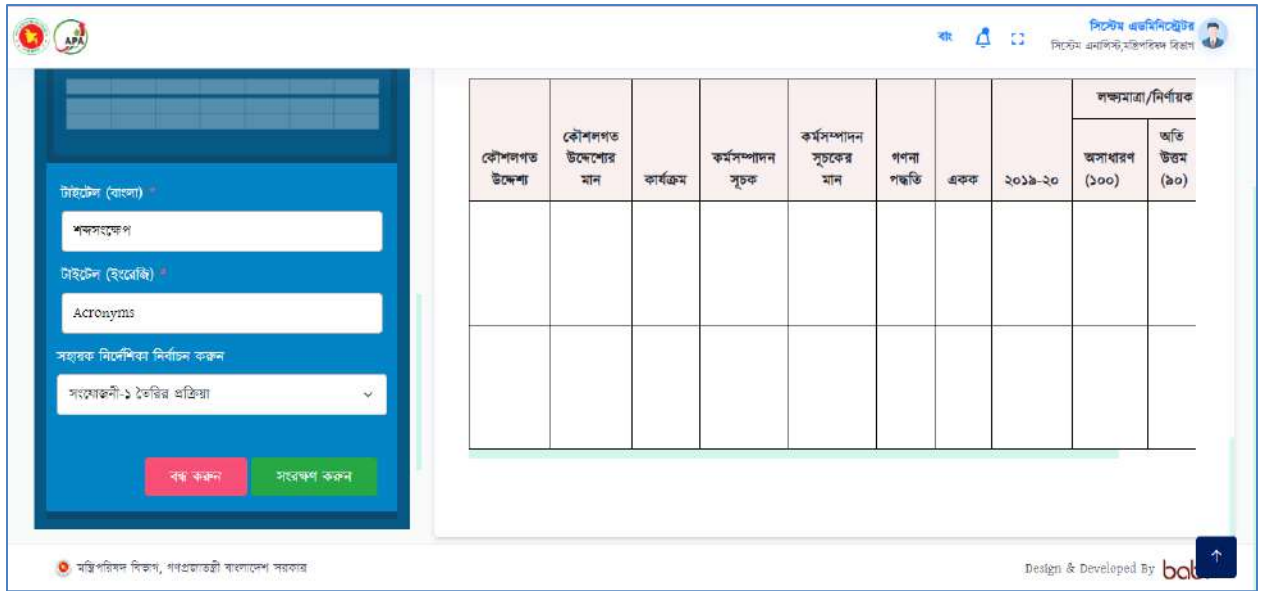 APA
বাং
সিস্টেম এডমিনিস্ট্রেটর
সিস্টেম এনালিস্ট,মন্ত্রিপরিষদ বিভাগ
টাইটেল (বাংলা) *
শব্দসংক্ষেপ
টাইটেল (ইংরেজি) *
Acronyms
সহায়ক নির্দেশিকা নির্বাচন করুন
সংযোজনী-১ তৈরির প্রক্রিয়া
বন্ধ করুন
সংরক্ষণ করুন
কৌশলগত
উদ্দেশ্য
কৌশলগত
উদ্দেশ্যের
মান
কার্যক্রম
কর্মসম্পাদন
সূচক
কর্মসম্পাদন
সূচকের
মান
গণনা
পদ্ধতি
একক
২০১৯-২০
লক্ষ্যমাত্রা/নির্ণায়ক
অসাধারণ
(১০০)
অতি
উত্তম
(৯০)
মন্ত্রিপরিষদ বিভাগ, গণপ্রজাতন্ত্রী বাংলাদেশ সরকার
Design & Developed By